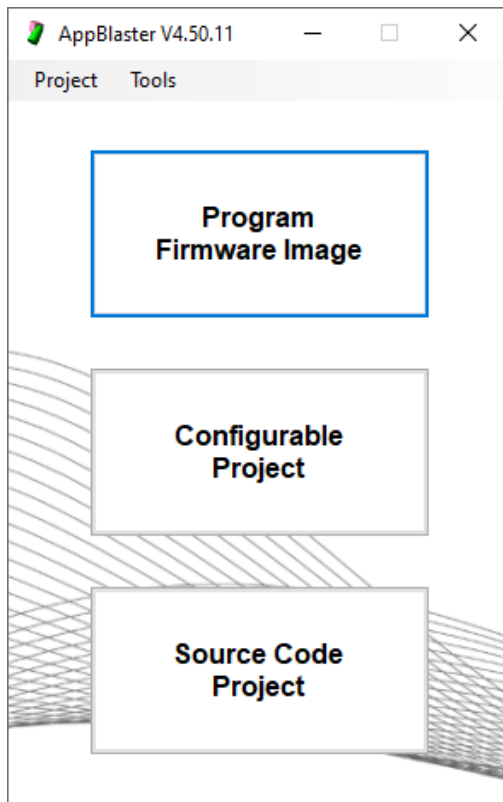 AppBlaster V4.50.11
Project Tools
Program
Firmware Image
Configurable
Project
Source Code
Project